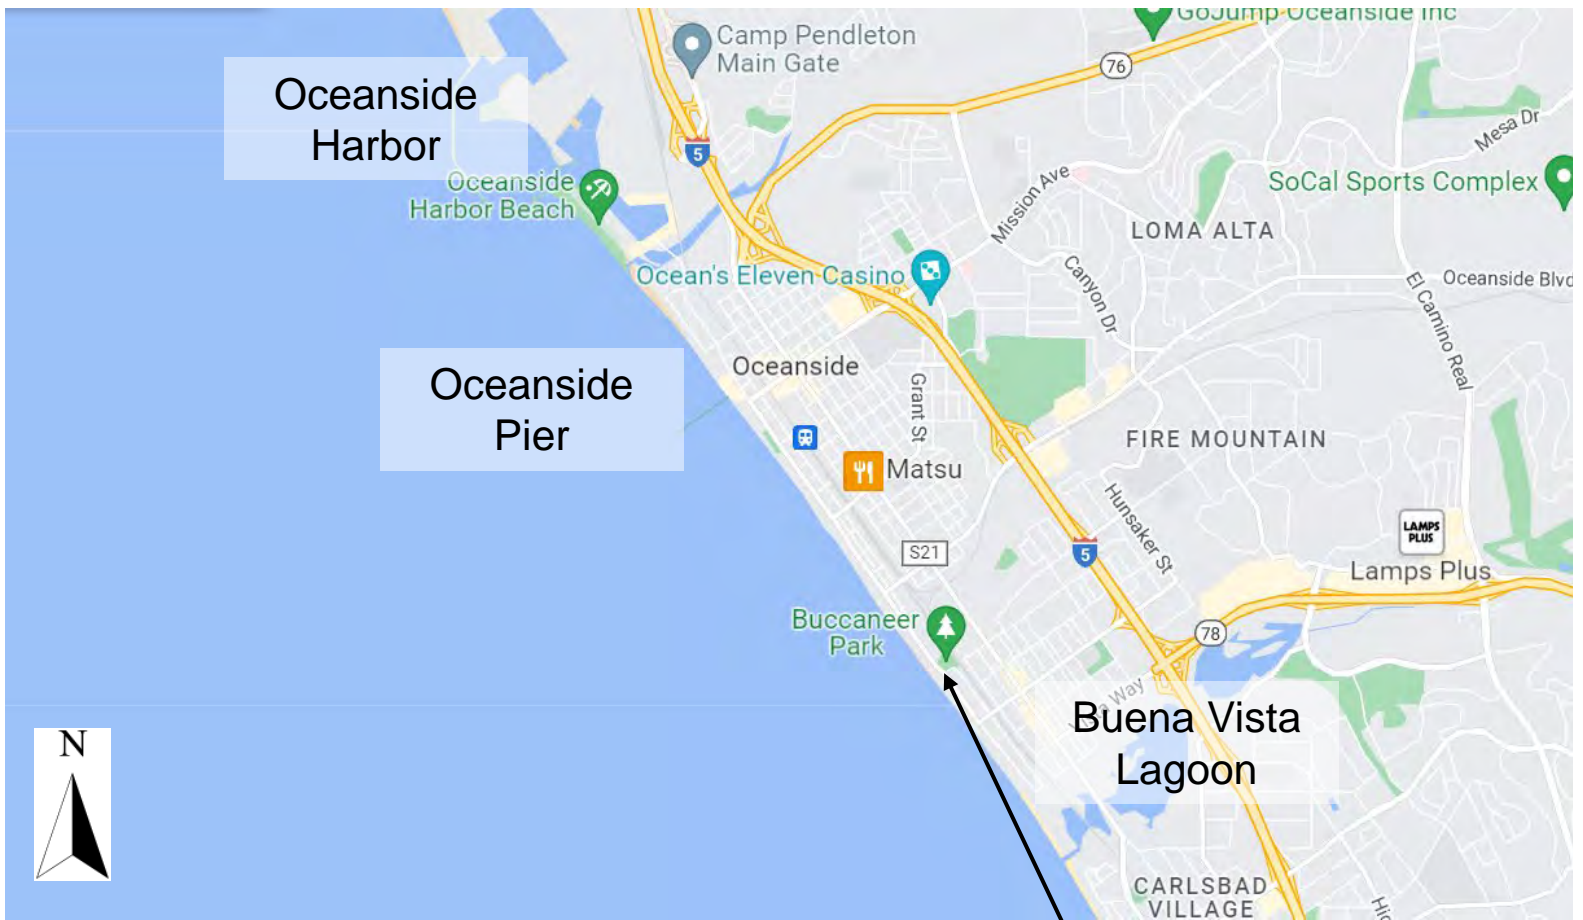 GoJump Oceanside Inc
Camp Pendleton
Main Gate
76
Oceanside
Harbor
5
Mesa Dr
Oceanside
Harbor Beach
Mission Ave
SoCal Sports Complex
LOMA ALTA
Ocean's Eleven Casino
Canyon Dr
El Camino Real
Oceanside Blvd
Oceanside
Oceanside
Pier
Grant St
FIRE MOUNTAIN
Matsu
Hunsaker St
LAMPS
PLUS
S21
5
Lamps Plus
Buccaneer
Park
78
Way
Buena Vista
Lagoon
N
CARLSBAD
VILLAGE